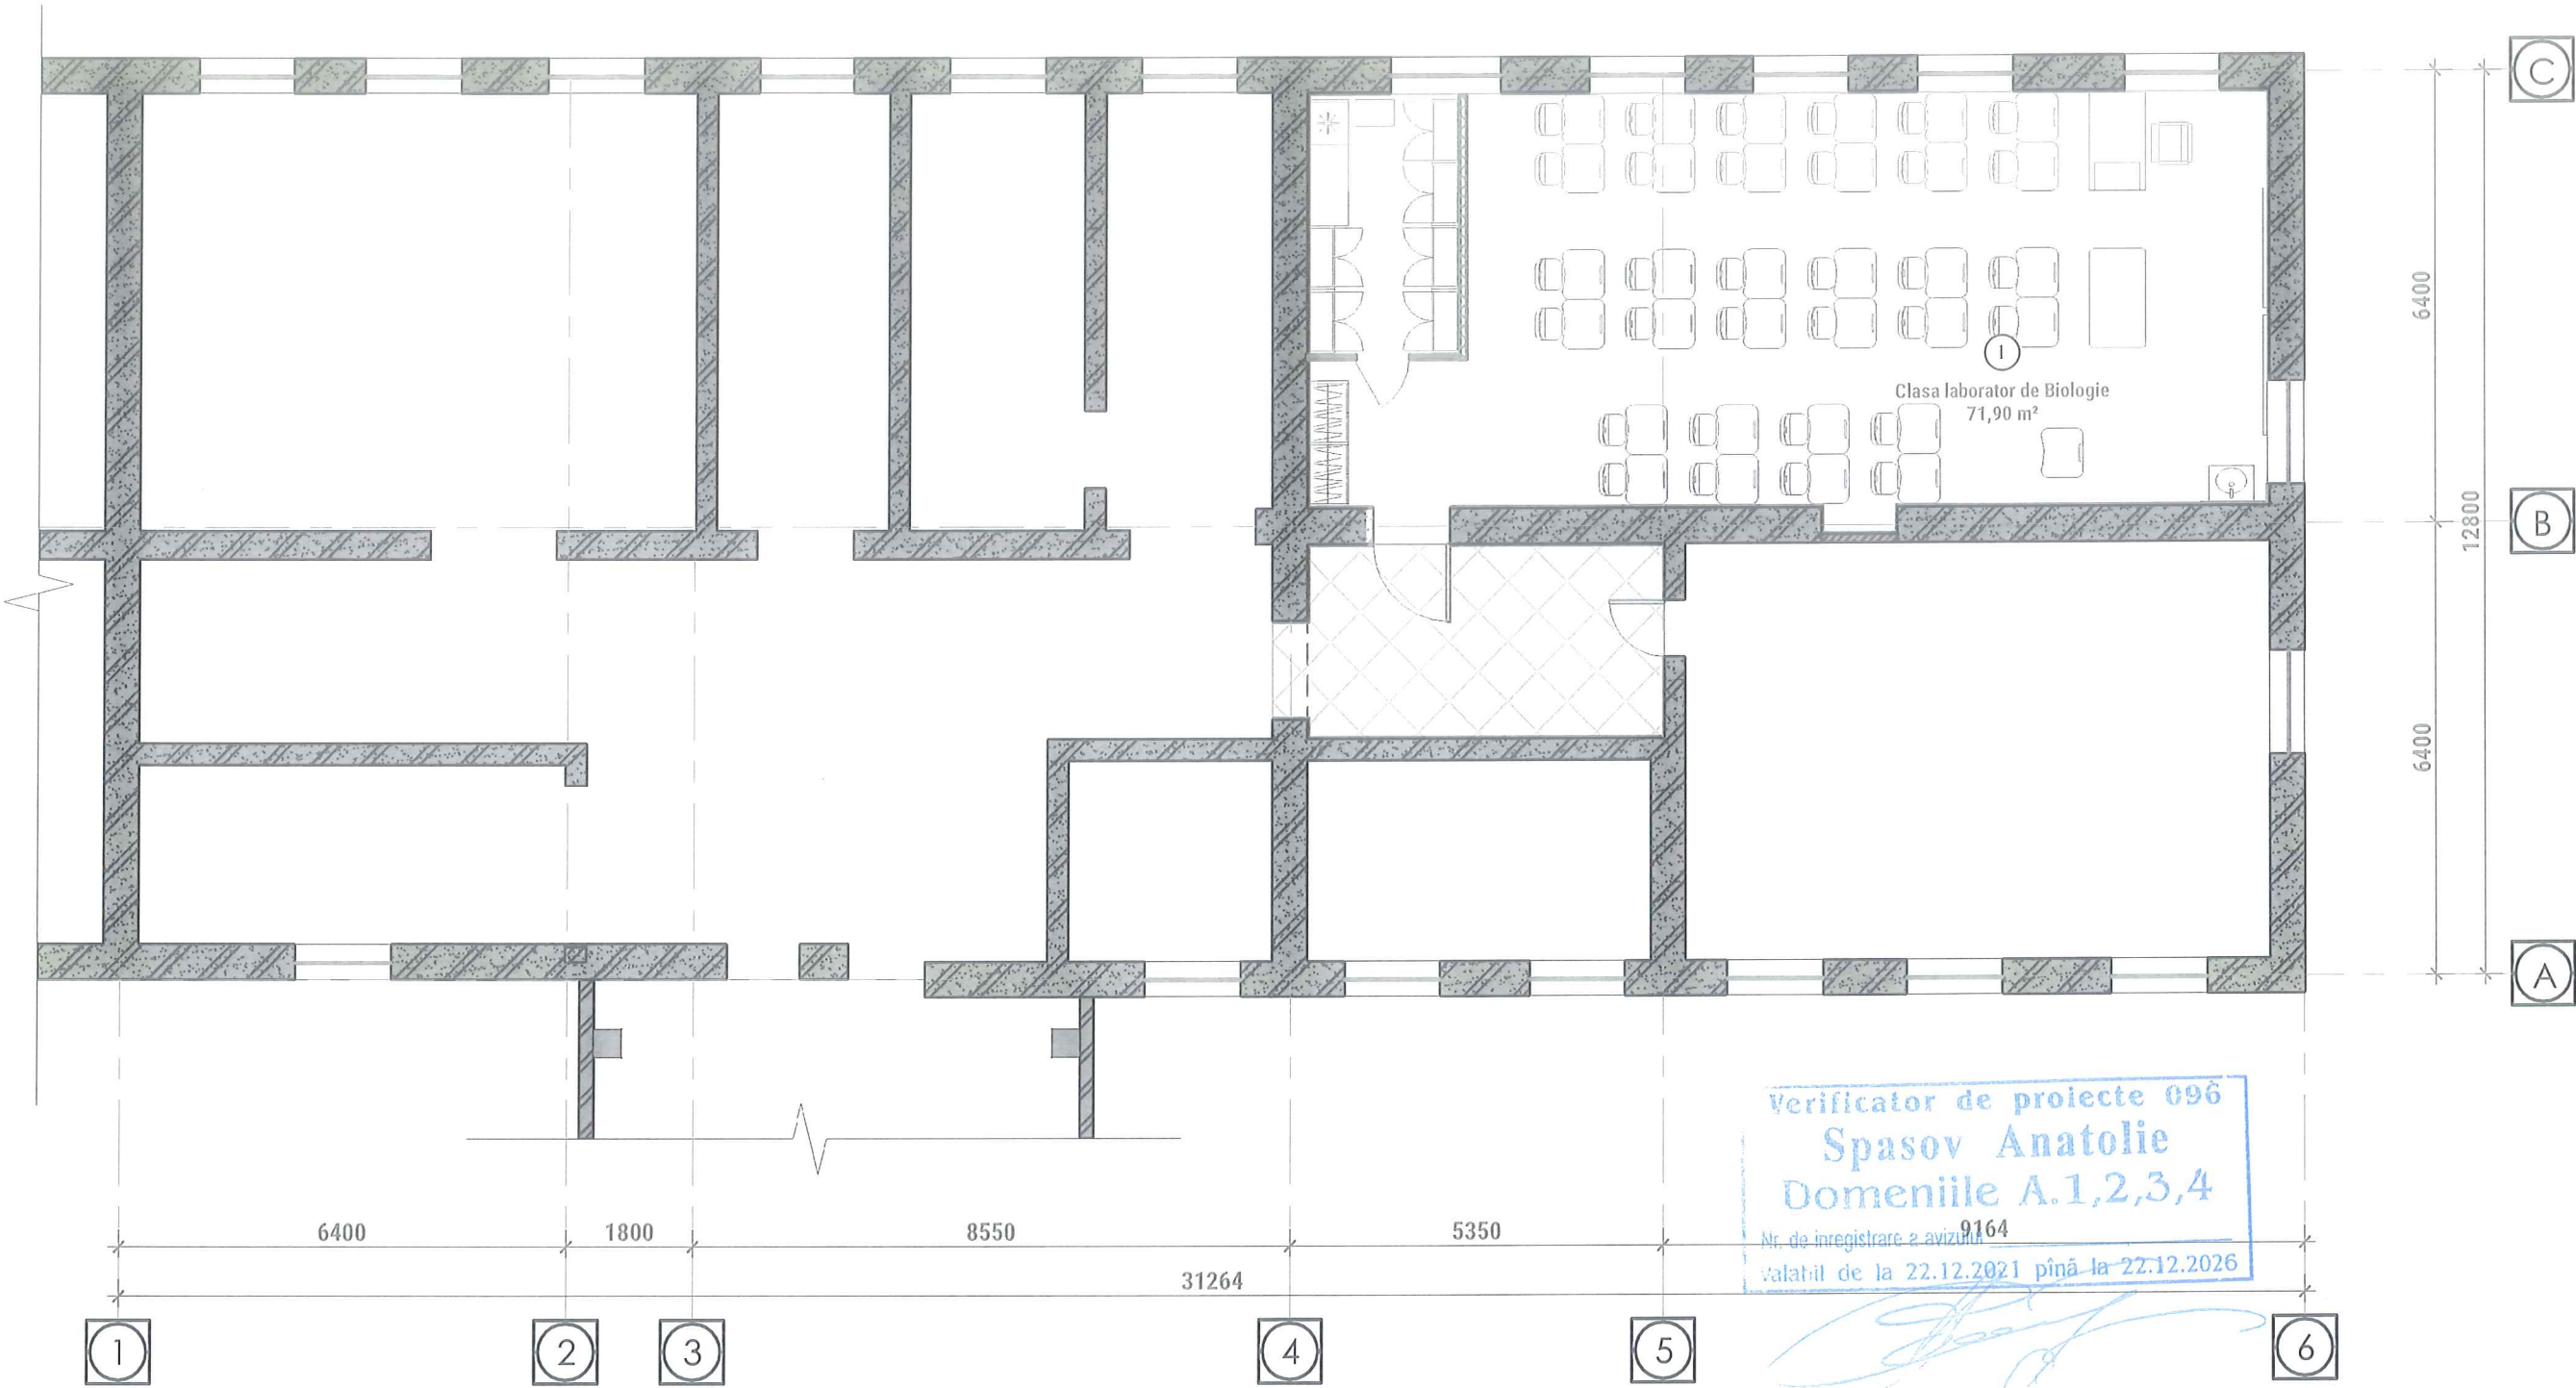 C
6400
1
Clasa laborator de Biologie
71,90 m²
12800
B
6400
A
Verificator de proiecte 096
Spasov Anatolie
Domeniile A.1,2,3,4
Nr. de inregistrare a avizului
valabil de la 22.12.2021 pînă la 22.12.2026
6400
1800
8550
5350
9164
31264
1
2
3
4
5
6